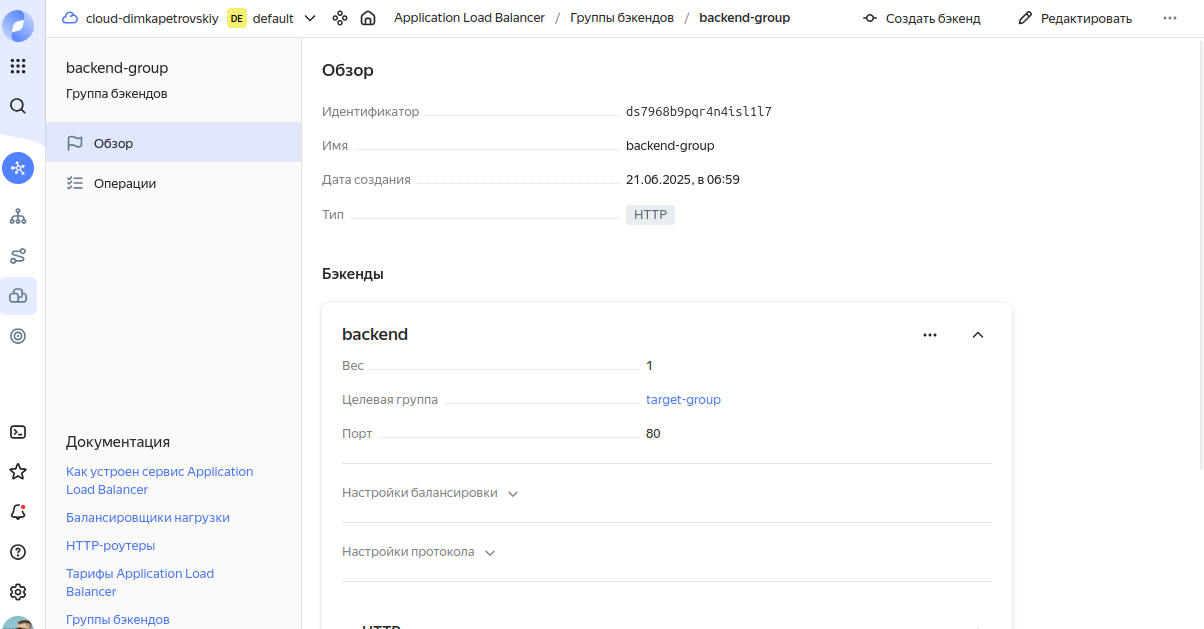 cloud-dimkapetrovskiy DE default Application Load Balancer / Группы бэкендов / backend-group Создать бэкенд Редактировать
backend-group
Группа бэкендов
Обзор
Операции
Документация
Как устроен сервис Application
Load Balancer
Балансировщики нагрузки
HTTP-роутеры
Тарифы Application Load
Balancer
Группы бэкендов
Обзор
Идентификатор ds7968b9pqr4n4isl1l7
Имя backend-group
Дата создания 21.06.2025, в 06:59
Тип HTTP
Бэкенды
backend
Вес 1
Целевая группа target-group
Порт 80
Настройки балансировки
Настройки протокола
HTTP